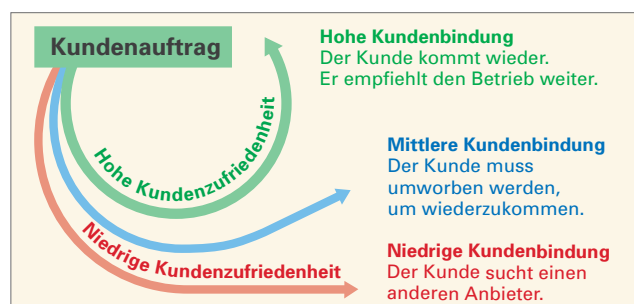 Kundenauftrag
Hohe Kundenzufriedenheit
Niedrige Kundenzufriedenheit
Hohe Kundenbindung
Der Kunde kommt wieder.
Er empfiehlt den Betrieb weiter.
Mittlere Kundenbindung
Der Kunde muss
umworben werden,
um wiederzukommen.
Niedrige Kundenbindung
Der Kunde sucht einen
anderen Anbieter.